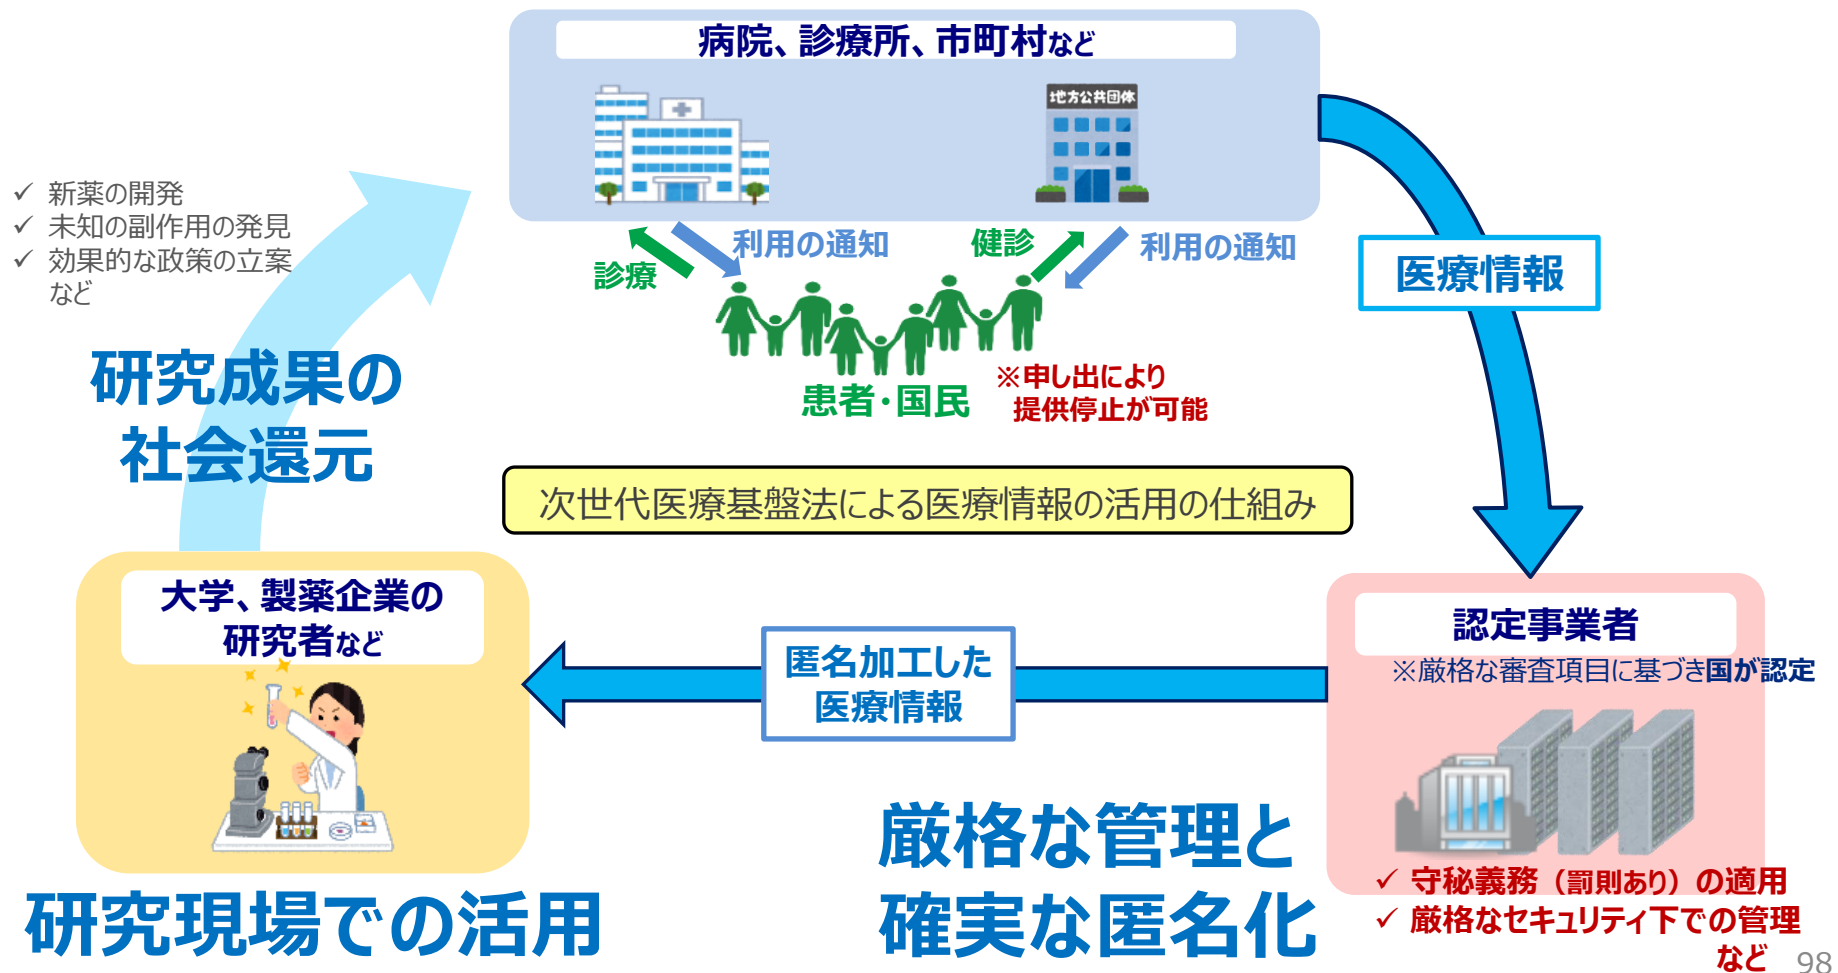 病院、診療所、市町村など
地方公共団体
✓ 新薬の開発
✓ 未知の副作用の発見
✓ 効果的な政策の立案
など
利用の通知
健診
利用の通知
診療
医療情報
患者・国民
※申し出により
提供停止が可能
研究成果の
社会還元
次世代医療基盤法による医療情報の活用の仕組み
大学、製薬企業の
研究者など
匿名加工した
医療情報
認定事業者
※厳格な審査項目に基づき国が認定
厳格な管理と
確実な匿名化
研究現場での活用
✓ 守秘義務（罰則あり）の適用
✓ 厳格なセキュリティ下での管理
など
98